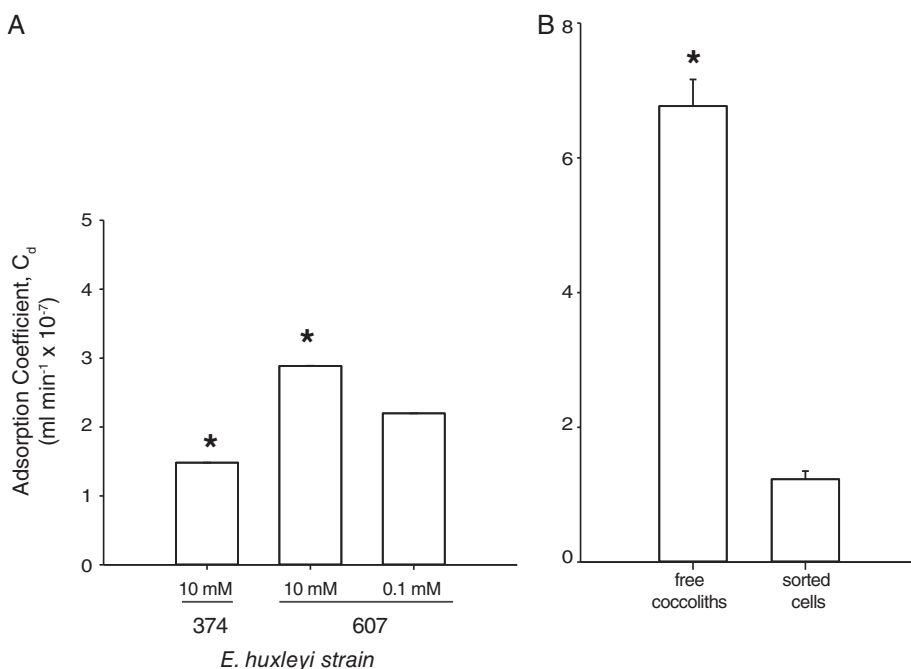 A
Adsorption Coefficient, C_d
(ml min⁻¹ x 10⁻⁷)
5
4
3
2
1
0
*
*
10 mM
10 mM
0.1 mM
374
607
E. huxleyi strain
B
8
6
4
2
0
*
free
coccoliths
sorted
cells